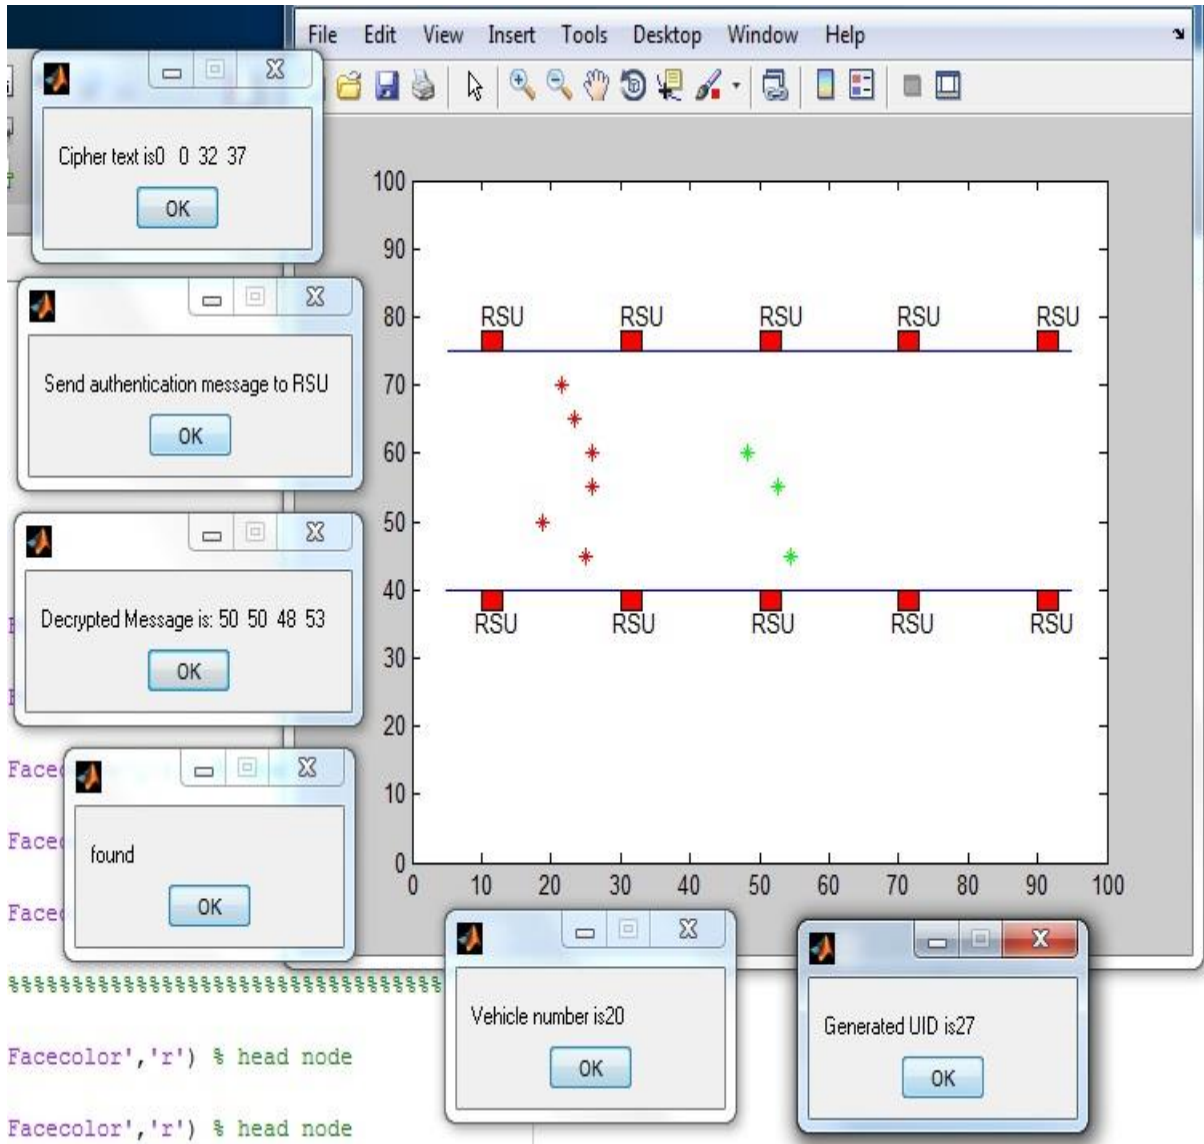 File Edit View Insert Tools Desktop Window Help
Cipher text is0 0 32 37
OK
Send authentication message to RSU
OK
Decrypted Message is: 50 50 48 53
OK
found
OK
100
90
80
70
60
50
40
30
20
10
0
RSU RSU RSU RSU RSU
RSU RSU RSU RSU RSU
0 10 20 30 40 50 60 70 80 90 100
Face
Face
Face
%%%%%%%%%%%%%%%%%%%%%%%%%%%%%%%%%%
Vehicle number is20
OK
Generated UID is27
OK
Facecolor','r') % head node
Facecolor','r') % head node